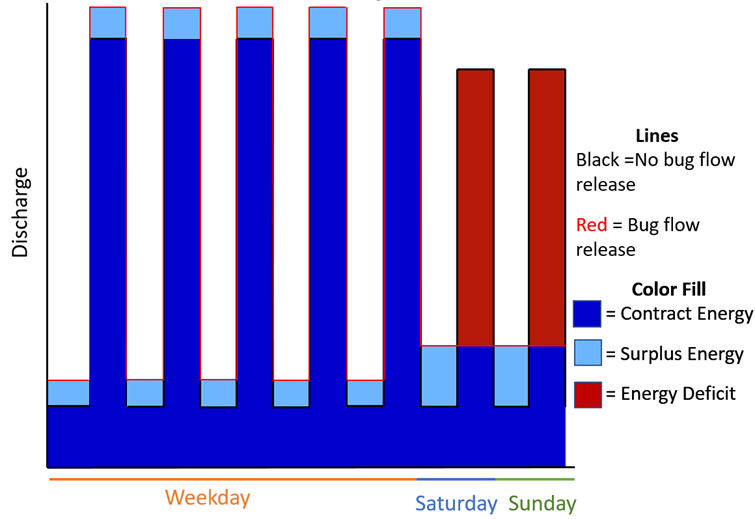 Discharge
Lines
Black =No bug flow
release
Red = Bug flow
release
Color Fill
= Contract Energy
= Surplus Energy
= Energy Deficit
Weekday
Saturday
Sunday